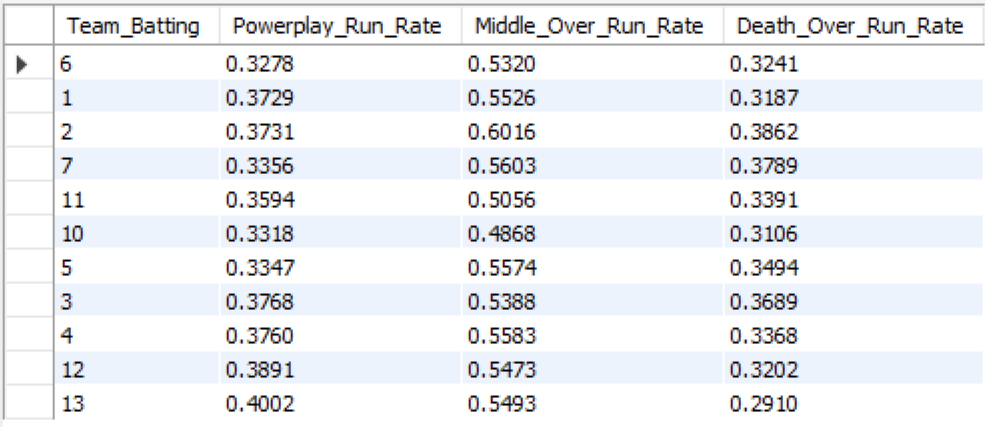 Team_Batting Powerplay_Run_Rate Middle_Over_Run_Rate Death_Over_Run_Rate
6 0.3278 0.5320 0.3241
1 0.3729 0.5526 0.3187
2 0.3731 0.6016 0.3862
7 0.3356 0.5603 0.3789
11 0.3594 0.5056 0.3391
10 0.3318 0.4868 0.3106
5 0.3347 0.5574 0.3494
3 0.3768 0.5388 0.3689
4 0.3760 0.5583 0.3368
12 0.3891 0.5473 0.3202
13 0.4002 0.5493 0.2910